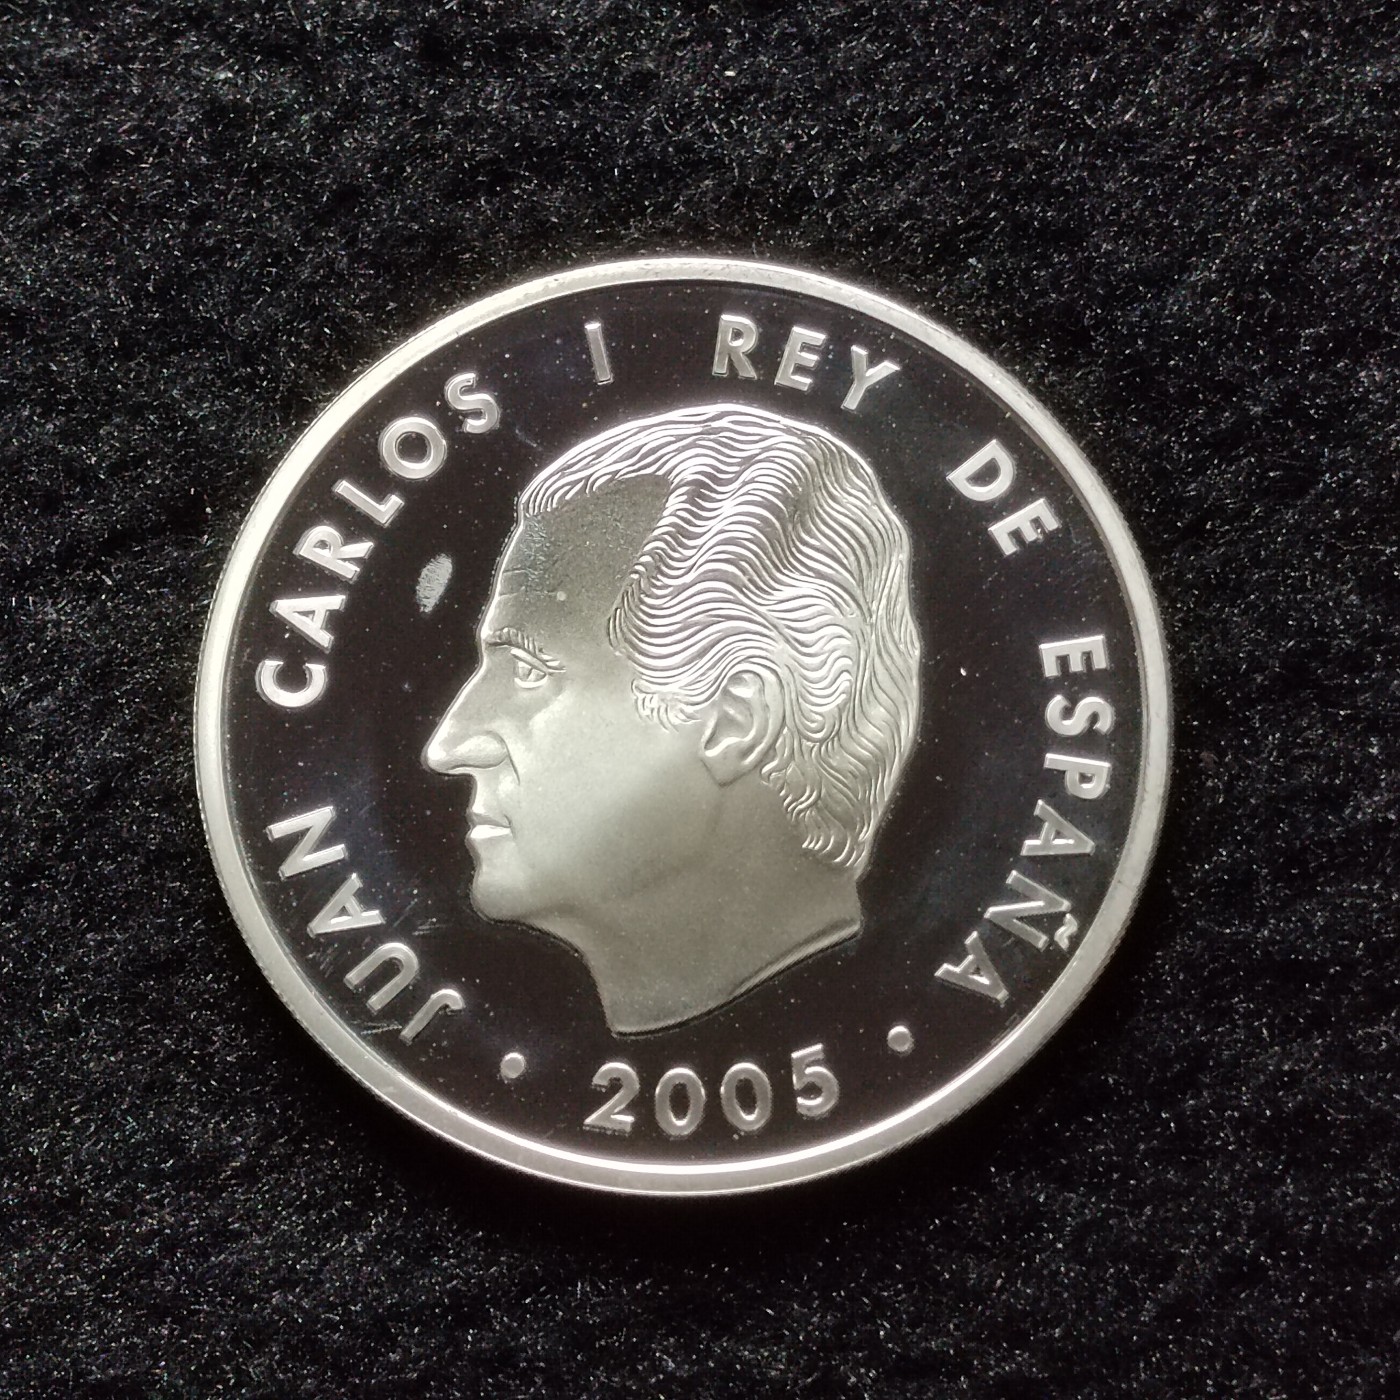 JUAN CARLOS I REY DE ESPAÑA
• 2005 •